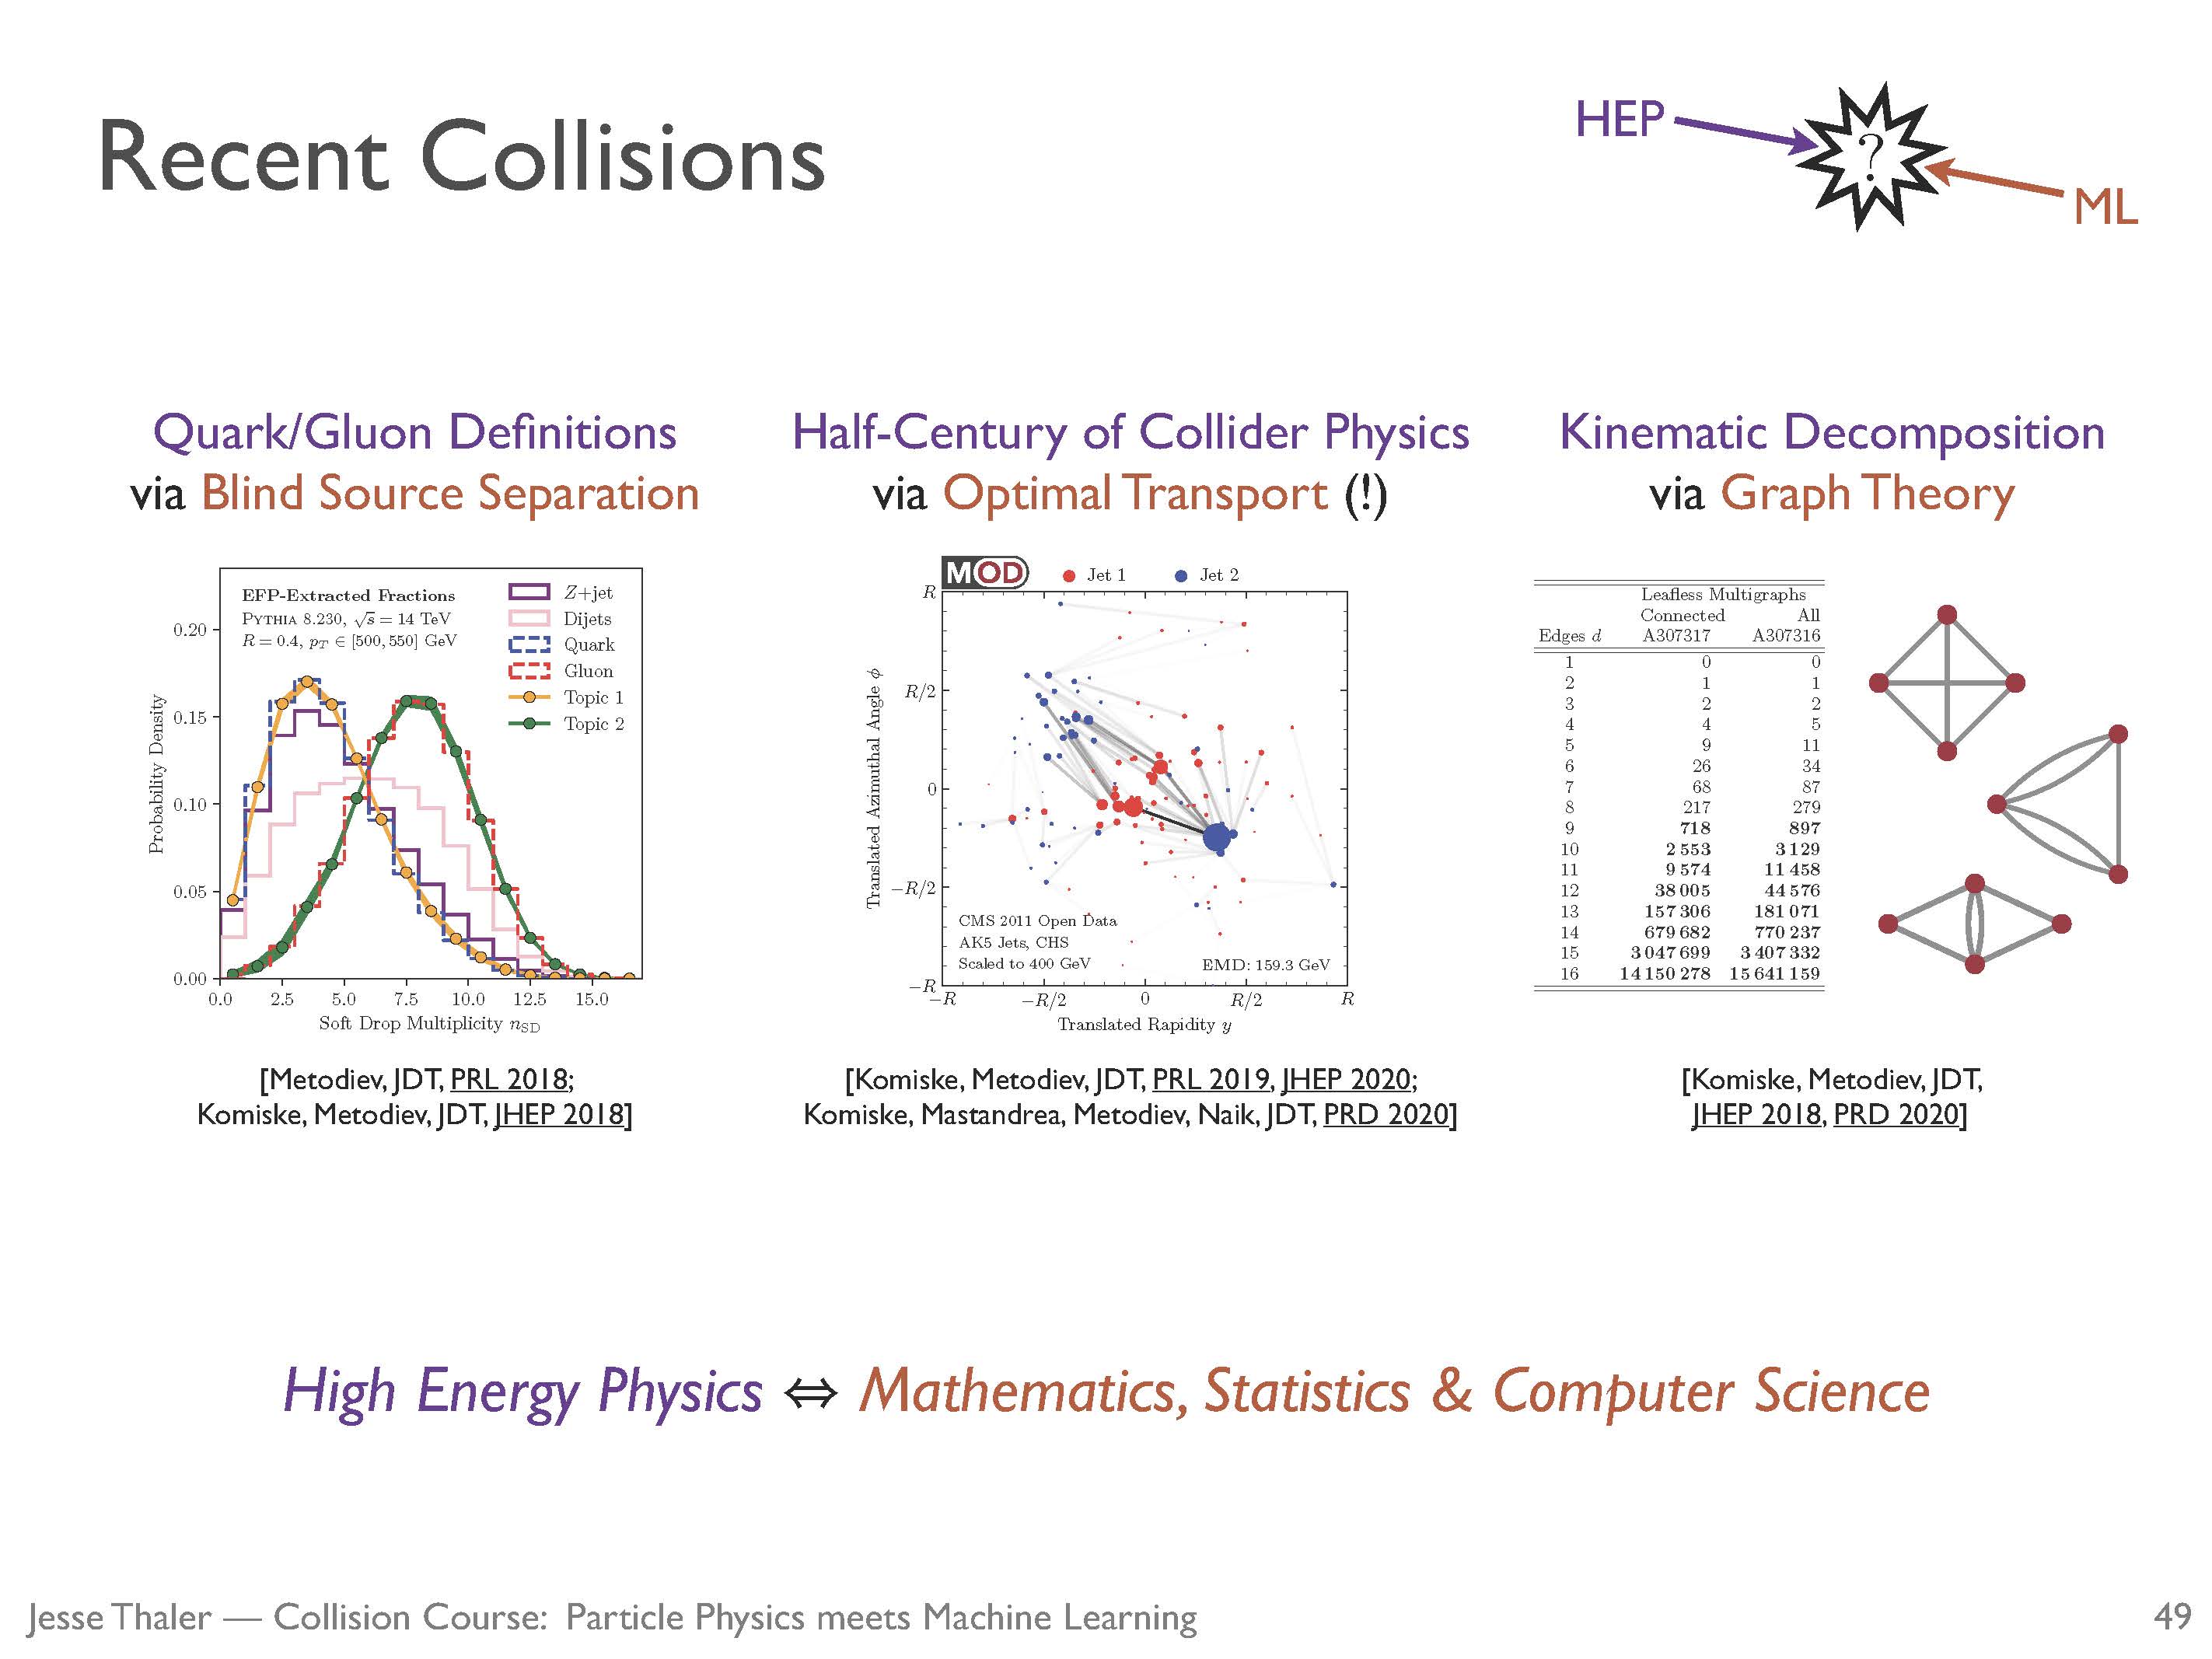 Recent Collisions
HEP
?
ML
Quark/Gluon Definitions
via Blind Source Separation
EFP-Extracted Fractions
PYTHIA 8.230, √s = 14 TeV
R = 0.4, pT ∈ [500, 550] GeV
Z+jet
Dijets
Quark
Gluon
Topic 1
Topic 2
Probability Density
0.20
0.15
0.10
0.05
0.00
0.0 2.5 5.0 7.5 10.0 12.5 15.0
Soft Drop Multiplicity nSD
[Metodiev, JDT, PRL 2018;
Komiske, Metodiev, JDT, JHEP 2018]
Half-Century of Collider Physics
via Optimal Transport (!)
MOD
Jet 1 Jet 2
Translated Azimuthal Angle ϕ
R
R/2
0
−R/2
−R
CMS 2011 Open Data
AK5 Jets, CHS
Scaled to 400 GeV
EMD: 159.3 GeV
−R −R/2 0 R/2 R
Translated Rapidity y
[Komiske, Metodiev, JDT, PRL 2019, JHEP 2020;
Komiske, Mastandrea, Metodiev, Naik, JDT, PRD 2020]
Kinematic Decomposition
via Graph Theory
Leafless Multigraphs
Connected All
Edges d A307317 A307316
1 0 0
2 1 1
3 2 2
4 4 5
5 9 11
6 26 34
7 68 87
8 217 279
9 718 897
10 2 553 3 129
11 9 574 11 458
12 38 005 44 576
13 157 306 181 071
14 679 682 770 237
15 3 047 699 3 407 332
16 14 150 278 15 641 159
[Komiske, Metodiev, JDT,
JHEP 2018, PRD 2020]
High Energy Physics ⇔ Mathematics, Statistics & Computer Science
Jesse Thaler — Collision Course: Particle Physics meets Machine Learning
49